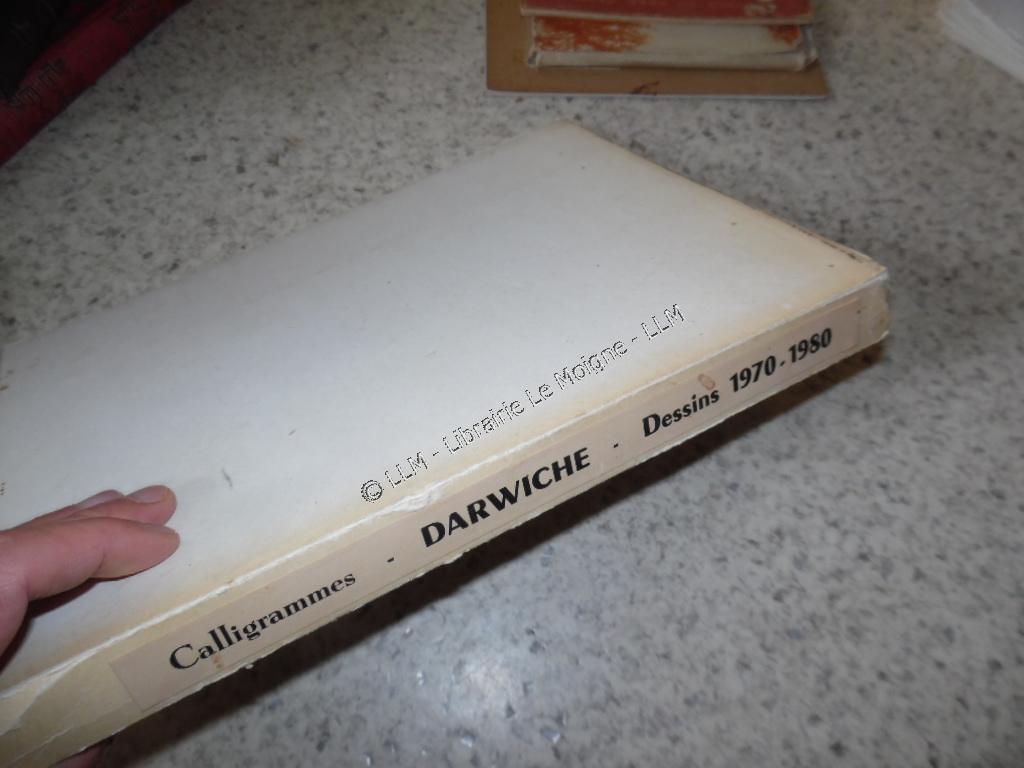 © LLM - Librairie Le Moigne - LLM
Calligrammes - DARWICHE - Dessins 1970-1980